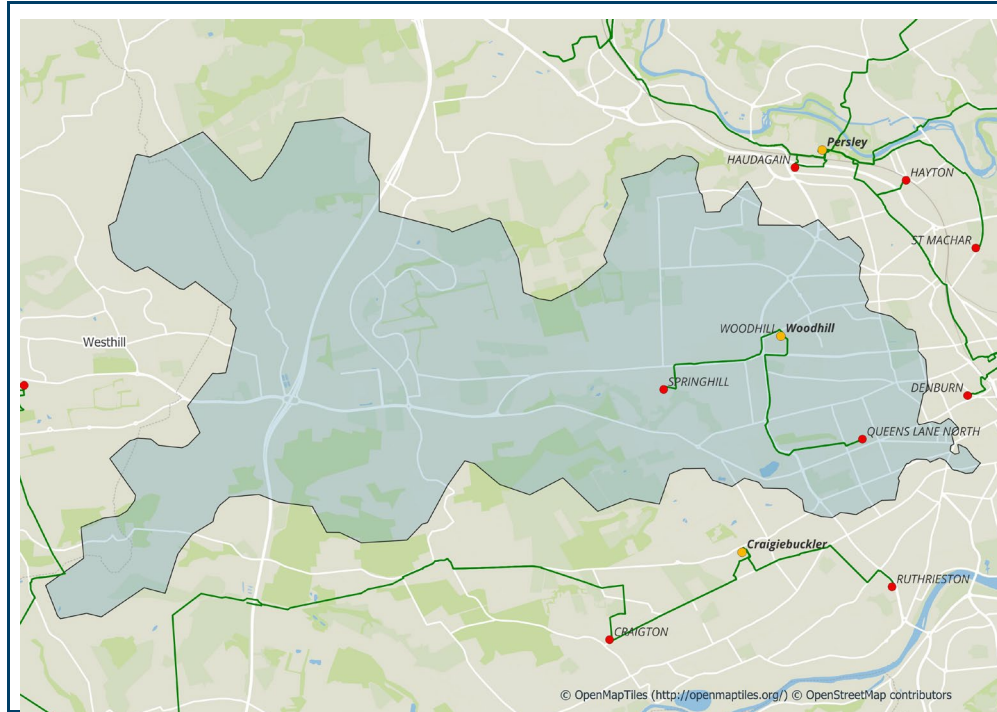 Persley
HAUDAGAIN
HAYTON
ST MACHAR
WOODHILL
Woodhill
Westhill
SPRINGHILL
DENBURN
QUEENS LANE NORTH
Craigiebuckler
RUTHRIESTON
CRAIGTON
© OpenMapTiles (http://openmaptiles.org/) © OpenStreetMap contributors